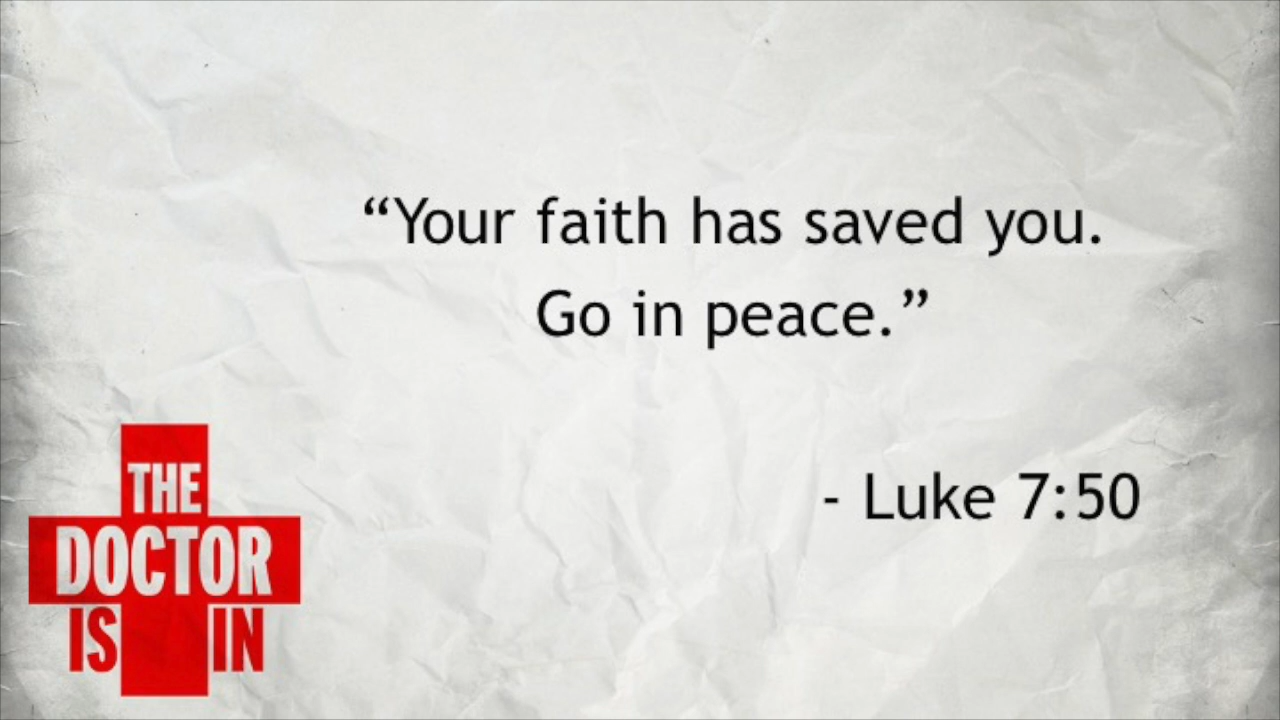 “Your faith has saved you.
Go in peace.”
- Luke 7:50
THE
DOCTOR
IS IN